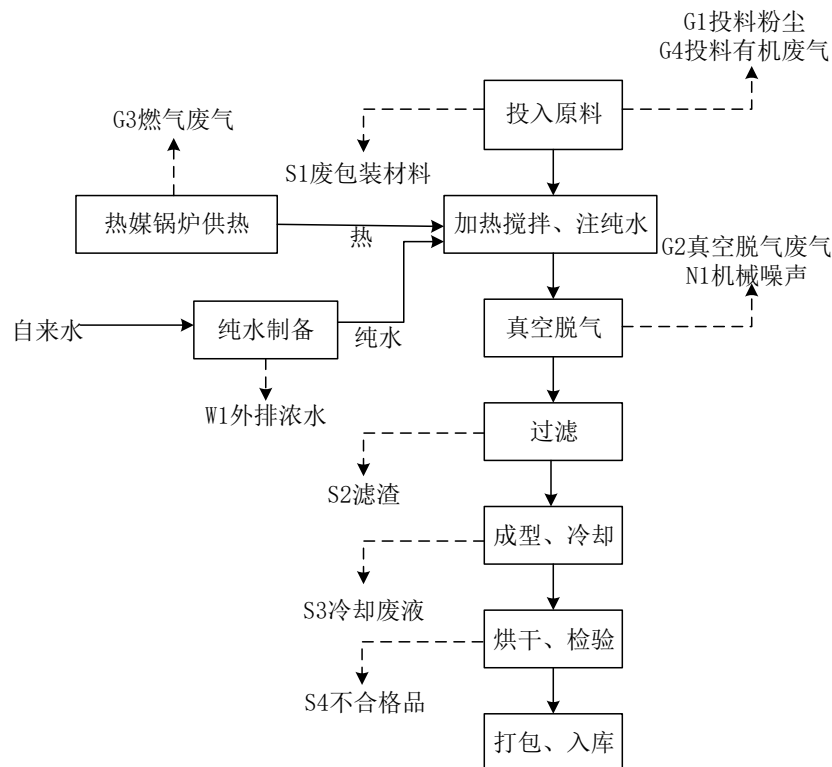 G1投料粉尘
G4投料有机废气
G3燃气废气
投入原料
S1废包装材料
热媒锅炉供热
热
加热搅拌、注纯水
G2真空脱气废气
N1机械噪声
自来水
纯水制备
纯水
真空脱气
W1外排浓水
过滤
S2滤渣
成型、冷却
S3冷却废液
烘干、检验
S4不合格品
打包、入库